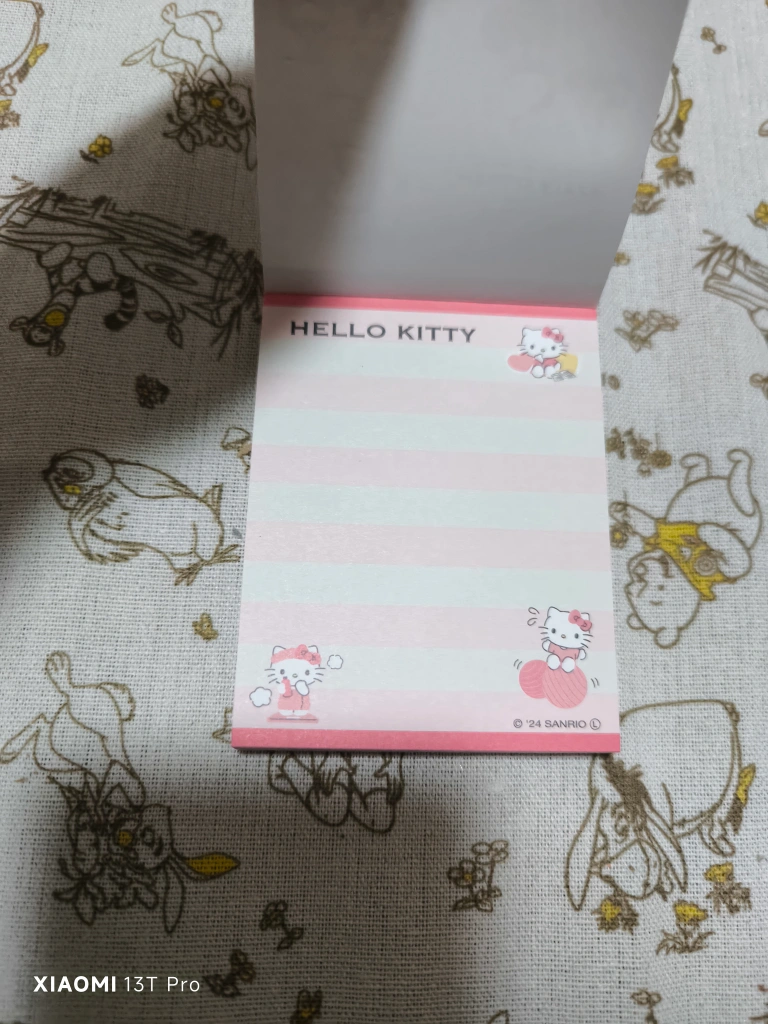 HELLO KITTY
© '24 SANRIO Ⓛ
XIAOMI 13T Pro